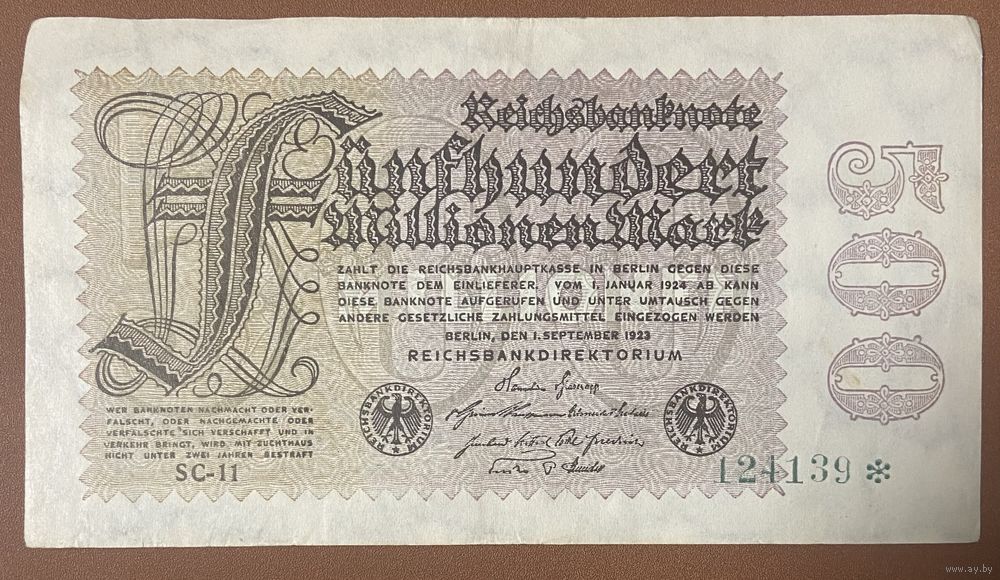 Reichsbanknote
Fünfhundert
Millionen Mark
ZAHLT DIE REICHSBANKHAUPTKASSE IN BERLIN GEGEN DIESE
BANKNOTE DEM EINLIEFERER. VOM 1. JANUAR 1924 AB KANN
DIESE BANKNOTE AUFGERUFEN UND UNTER UMTAUSCH GEGEN
ANDERE GESETZLICHE ZAHLUNGSMITTEL EINGEZOGEN WERDEN
BERLIN, DEN 1. SEPTEMBER 1923
REICHSBANKDIREKTORIUM
REICHSBANKDIREKTORIUM
REICHSBANKDIREKTORIUM
WER BANKNOTEN NACHMACHT ODER VER-
FÄLSCHT, ODER NACHGEMACHTE ODER
VERFÄLSCHTE SICH VERSCHAFFT UND IN
VERKEHR BRINGT, WIRD MIT ZUCHTHAUS
NICHT UNTER ZWEI JAHREN BESTRAFT
SC-11
124139 *
500
www.ay.by